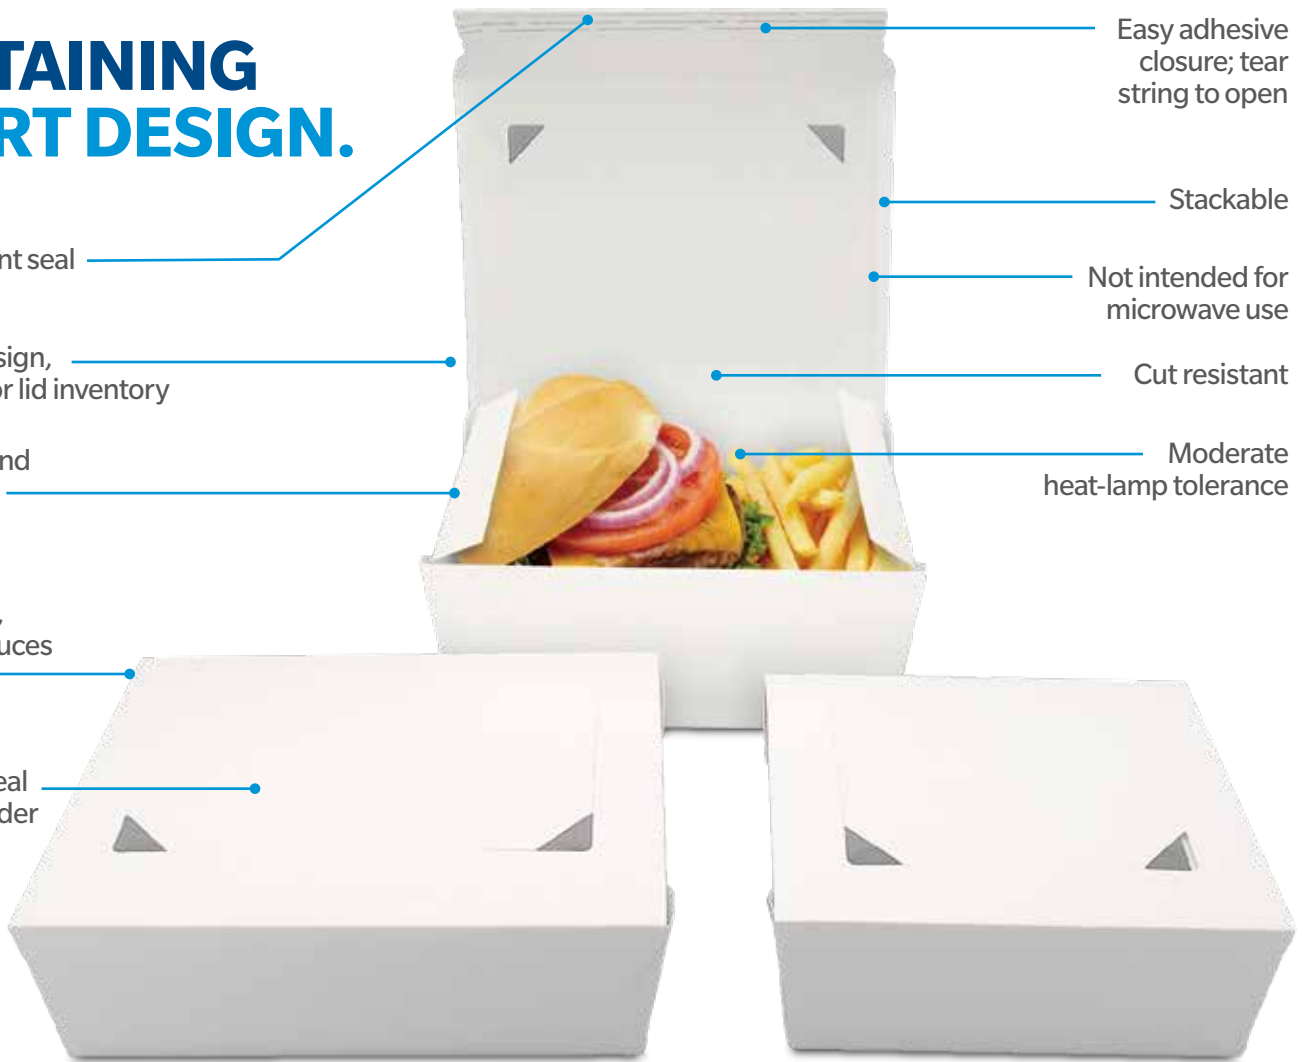 TAINING
RT DESIGN.
nt seal
sign,
or lid inventory
nd
uces
eal
der
Easy adhesive
closure; tear
string to open
Stackable
Not intended for
microwave use
Cut resistant
Moderate
heat-lamp tolerance